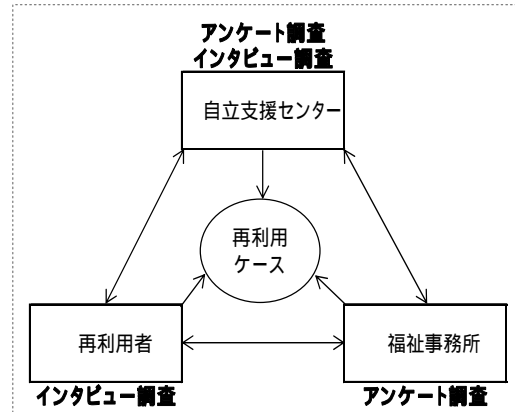 アンケート調査
インタビュー調査
自立支援センター
再利用
ケース
再利用者
福祉事務所
インタビュー調査
アンケート調査